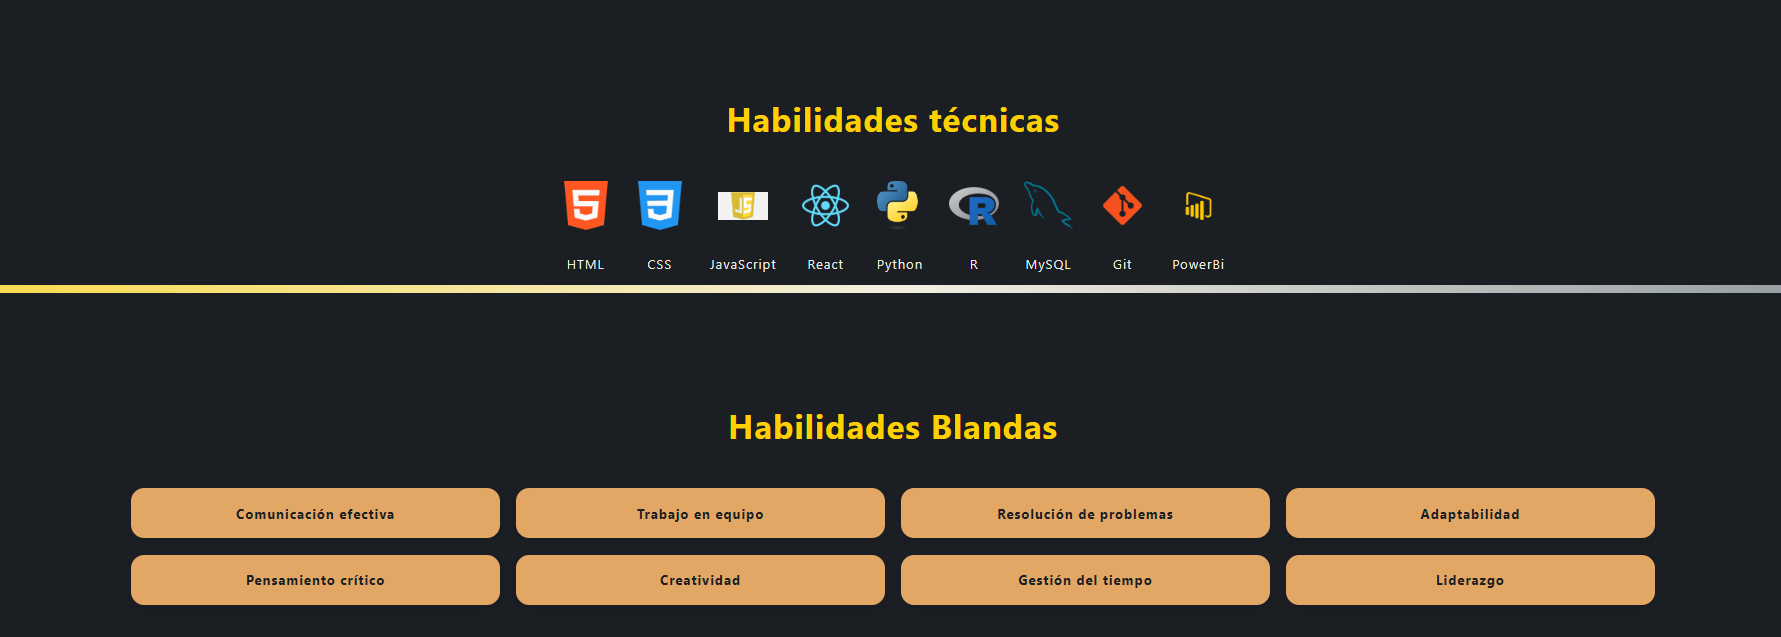 Habilidades técnicas
JS
R
HTML CSS JavaScript React Python R MySQL Git PowerBi
Habilidades Blandas
Comunicación efectiva Trabajo en equipo Resolución de problemas Adaptabilidad
Pensamiento crítico Creatividad Gestión del tiempo Liderazgo